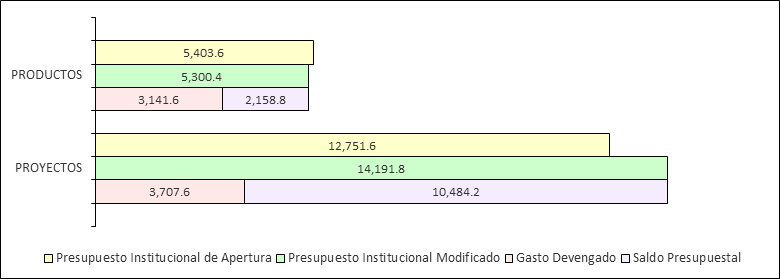 5,403.6
PRODUCTOS
5,300.4
3,141.6 2,158.8
12,751.6
PROYECTOS
14,191.8
3,707.6 10,484.2
Presupuesto Institucional de Apertura Presupuesto Institucional Modificado Gasto Devengado Saldo Presupuestal